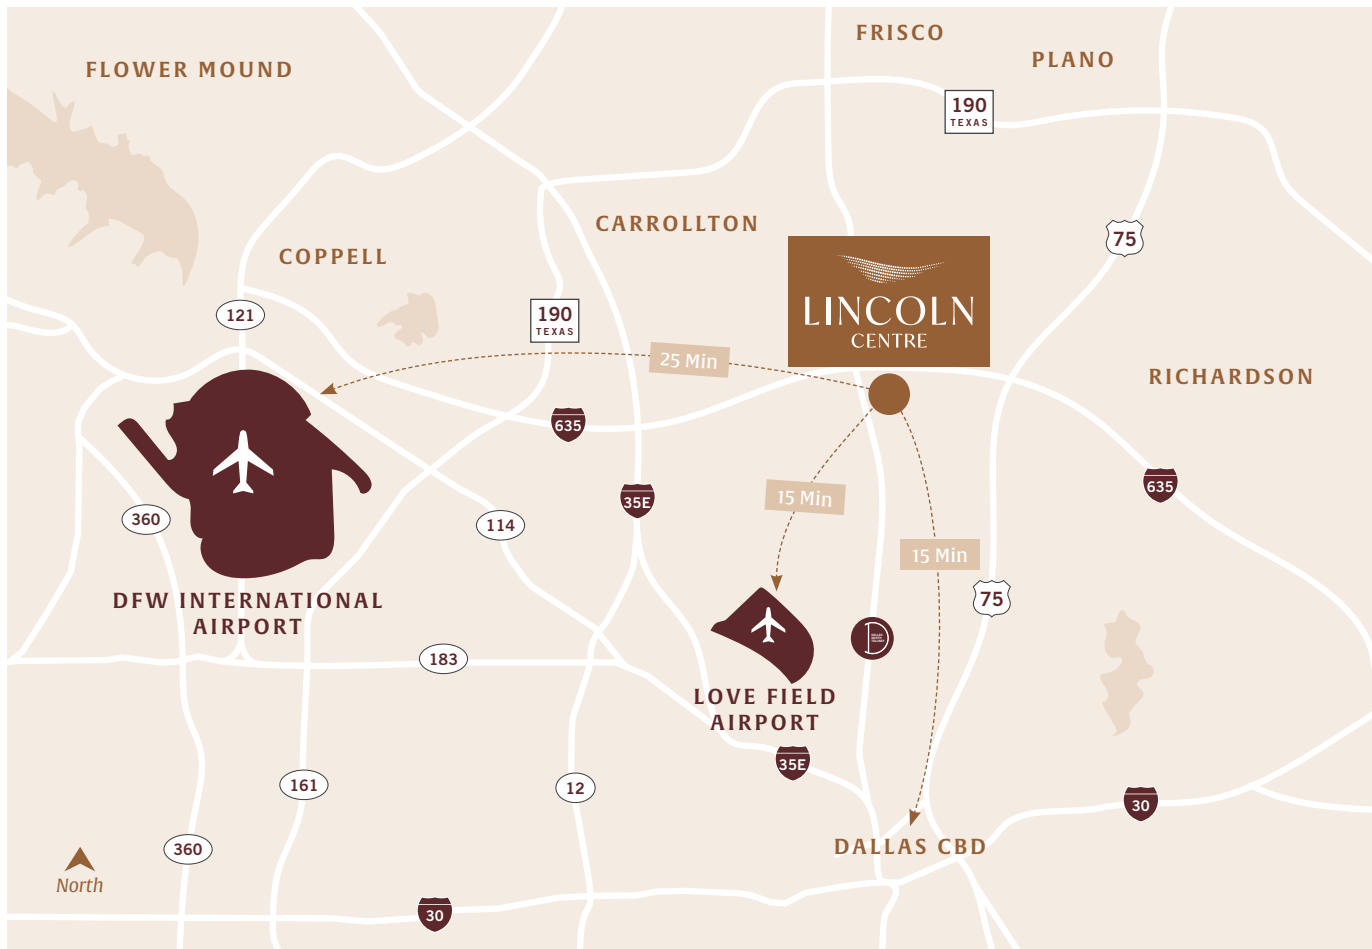 FRISCO
PLANO
FLOWER MOUND
190
TEXAS
CARROLLTON
75
COPPELL
LINCOLN
CENTRE
121
190
TEXAS
25 Min
RICHARDSON
635
635
15 Min
35E
360
114
15 Min
DFW INTERNATIONAL
AIRPORT
75
183
LOVE FIELD
AIRPORT
35E
161
12
30
DALLAS CBD
360
North
30